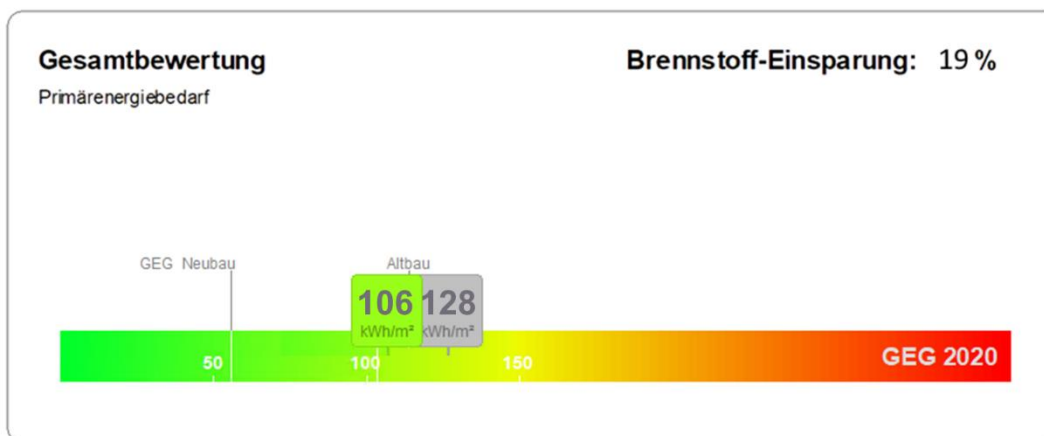 Gesamtbewertung
Brennstoff-Einsparung: 19 %
Primärenergiebedarf
GEG Neubau
Altbau
106
128
kWh/m²
kWh/m²
50
100
150
GEG 2020